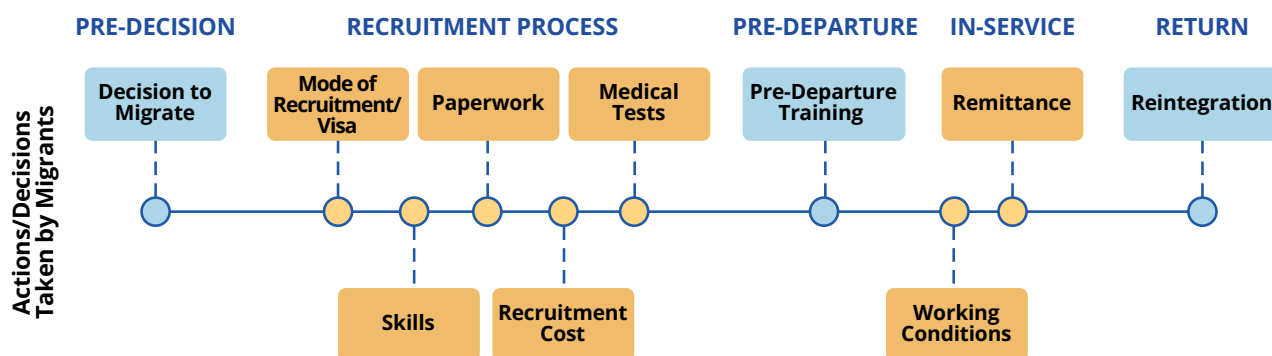 PRE-DECISION
RECRUITMENT PROCESS
PRE-DEPARTURE
IN-SERVICE
RETURN
Actions/Decisions
Taken by Migrants
Decision to
Migrate
Mode of
Recruitment/
Visa
Paperwork
Medical
Tests
Pre-Departure
Training
Remittance
Reintegration
Skills
Recruitment
Cost
Working
Conditions